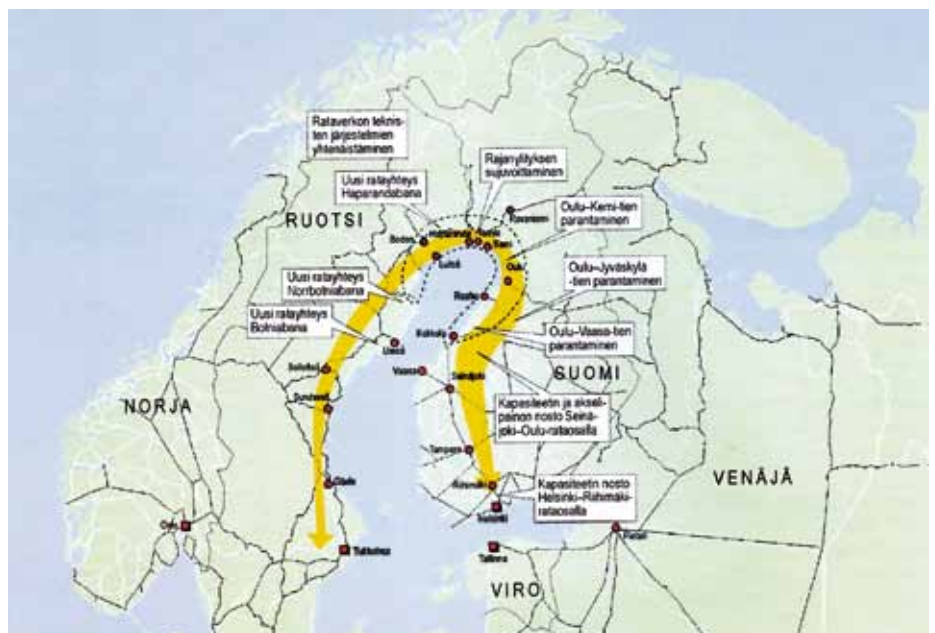 Rataverkon teknis-
ten järjestelmien
yhtenäistäminen
Uusi ratayhteys
Haparandabana
Rajanylityksen
sujuvoittaminen
Rovaniemi
RUOTSI
Oulu–Kemi-tien
parantaminen
Boden
Kemi
Luleå
Oulu
Uusi ratayhteys
Norrbotniabana
Oulu–Jyväskylä
-tien parantaminen
Raahe
Uusi ratayhteys
Botniabana
Kokkola
Oulu–Vaasa-tien
parantaminen
Umeå
Vaasa
SUOMI
Seinäjoki
Sundsvall
NORJA
Kapasiteetin ja akseli-
painon nosto Seinä-
joki–Oulu-rataosalla
Tampere
VENÄJÄ
Gävle
Riihimäki
Kapasiteetin nosto
Helsinki–Riihimäki-
rataosalla
Helsinki
Oslo
Pietari
Tukholma
Tallinna
VIRO